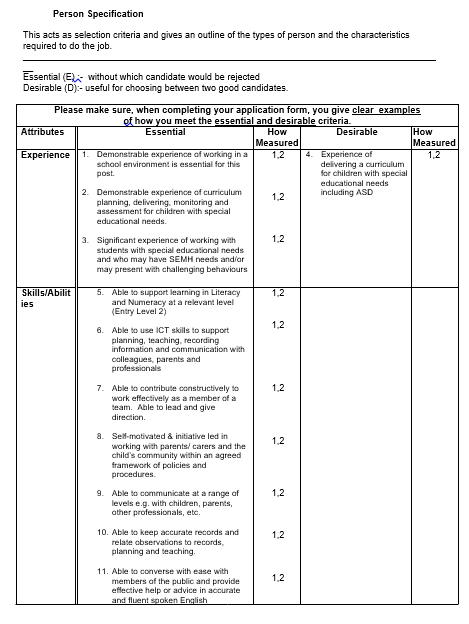 Person Specification
This acts as selection criteria and gives an outline of the types of person and the characteristics
required to do the job.
Essential (E) :- without which candidate would be rejected
Desirable (D):- useful for choosing between two good candidates.
Please make sure, when completing your application form, you give clear examples
of how you meet the essential and desirable criteria.
Attributes
Essential
How
Measured
Desirable
How
Measured
Experience
1. Demonstrable experience of working in a
school environment is essential for this
post.
1,2
2. Demonstrable experience of curriculum
planning, delivering, monitoring and
assessment for children with special
educational needs.
1,2
3. Significant experience of working with
students with special educational needs
and who may have SEMH needs and/or
may present with challenging behaviours
1,2
4. Experience of
delivering a curriculum
for children with special
educational needs
including ASD
1,2
Skills/Abilit
ies
5. Able to support learning in Literacy
and Numeracy at a relevant level
(Entry Level 2)
1,2
6. Able to use ICT skills to support
planning, teaching, recording
information and communication with
colleagues, parents and
professionals
1,2
7. Able to contribute constructively to
work effectively as a member of a
team. Able to lead and give
direction.
1,2
8. Self-motivated & initiative led in
working with parents/ carers and the
child's community within an agreed
framework of policies and
procedures.
1,2
9. Able to communicate at a range of
levels e.g. with children, parents,
other professionals, etc.
1,2
10. Able to keep accurate records and
relate observations to records,
planning and teaching.
1,2
11. Able to converse with ease with
members of the public and provide
effective help or advice in accurate
and fluent spoken English
1,2